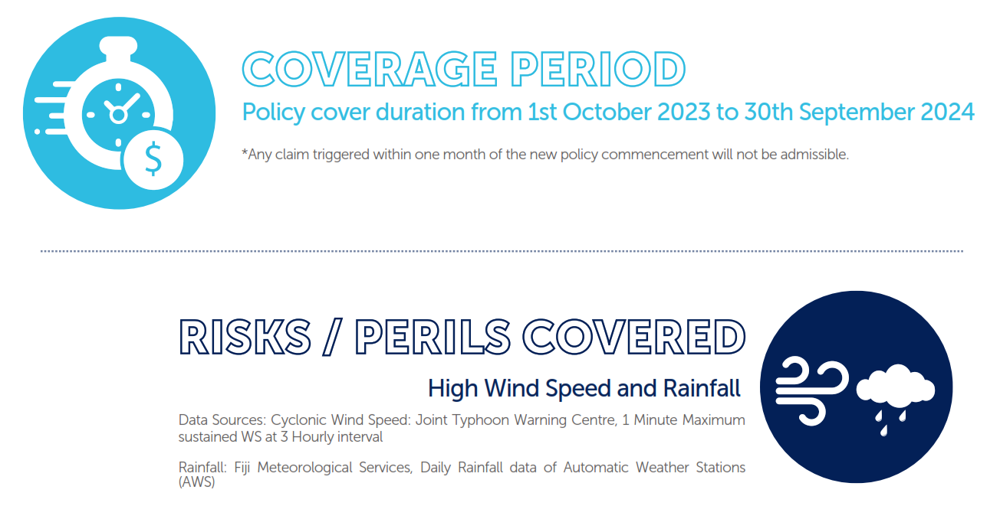 COVERAGE PERIOD
Policy cover duration from 1st October 2023 to 30th September 2024
*Any claim triggered within one month of the new policy commencement will not be admissible.
$
RISKS / PERILS COVERED
High Wind Speed and Rainfall
Data Sources: Cyclonic Wind Speed: Joint Typhoon Warning Centre, 1 Minute Maximum
sustained WS at 3 Hourly interval
Rainfall: Fiji Meteorological Services, Daily Rainfall data of Automatic Weather Stations
(AWS)